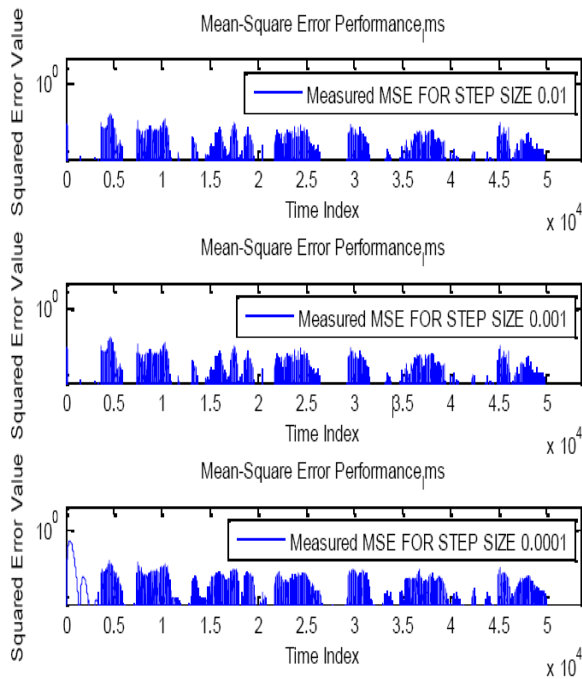 Mean-Square Error Performance_lms
Squared Error Value
10^0
Measured MSE FOR STEP SIZE 0.01
0 0.5 1 1.5 2 2.5 3 3.5 4 4.5 5
Time Index
x 10^4
Mean-Square Error Performance_lms
Squared Error Value
10^0
Measured MSE FOR STEP SIZE 0.001
0 0.5 1 1.5 2 2.5 3 3.5 4 4.5 5
Time Index
x 10^4
Mean-Square Error Performance_lms
Squared Error Value
10^0
Measured MSE FOR STEP SIZE 0.0001
0 0.5 1 1.5 2 2.5 3 3.5 4 4.5 5
Time Index
x 10^4